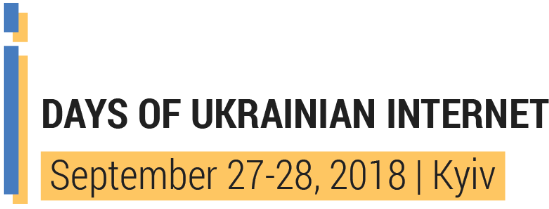 DAYS OF UKRAINIAN INTERNET
September 27-28, 2018 | Kyiv